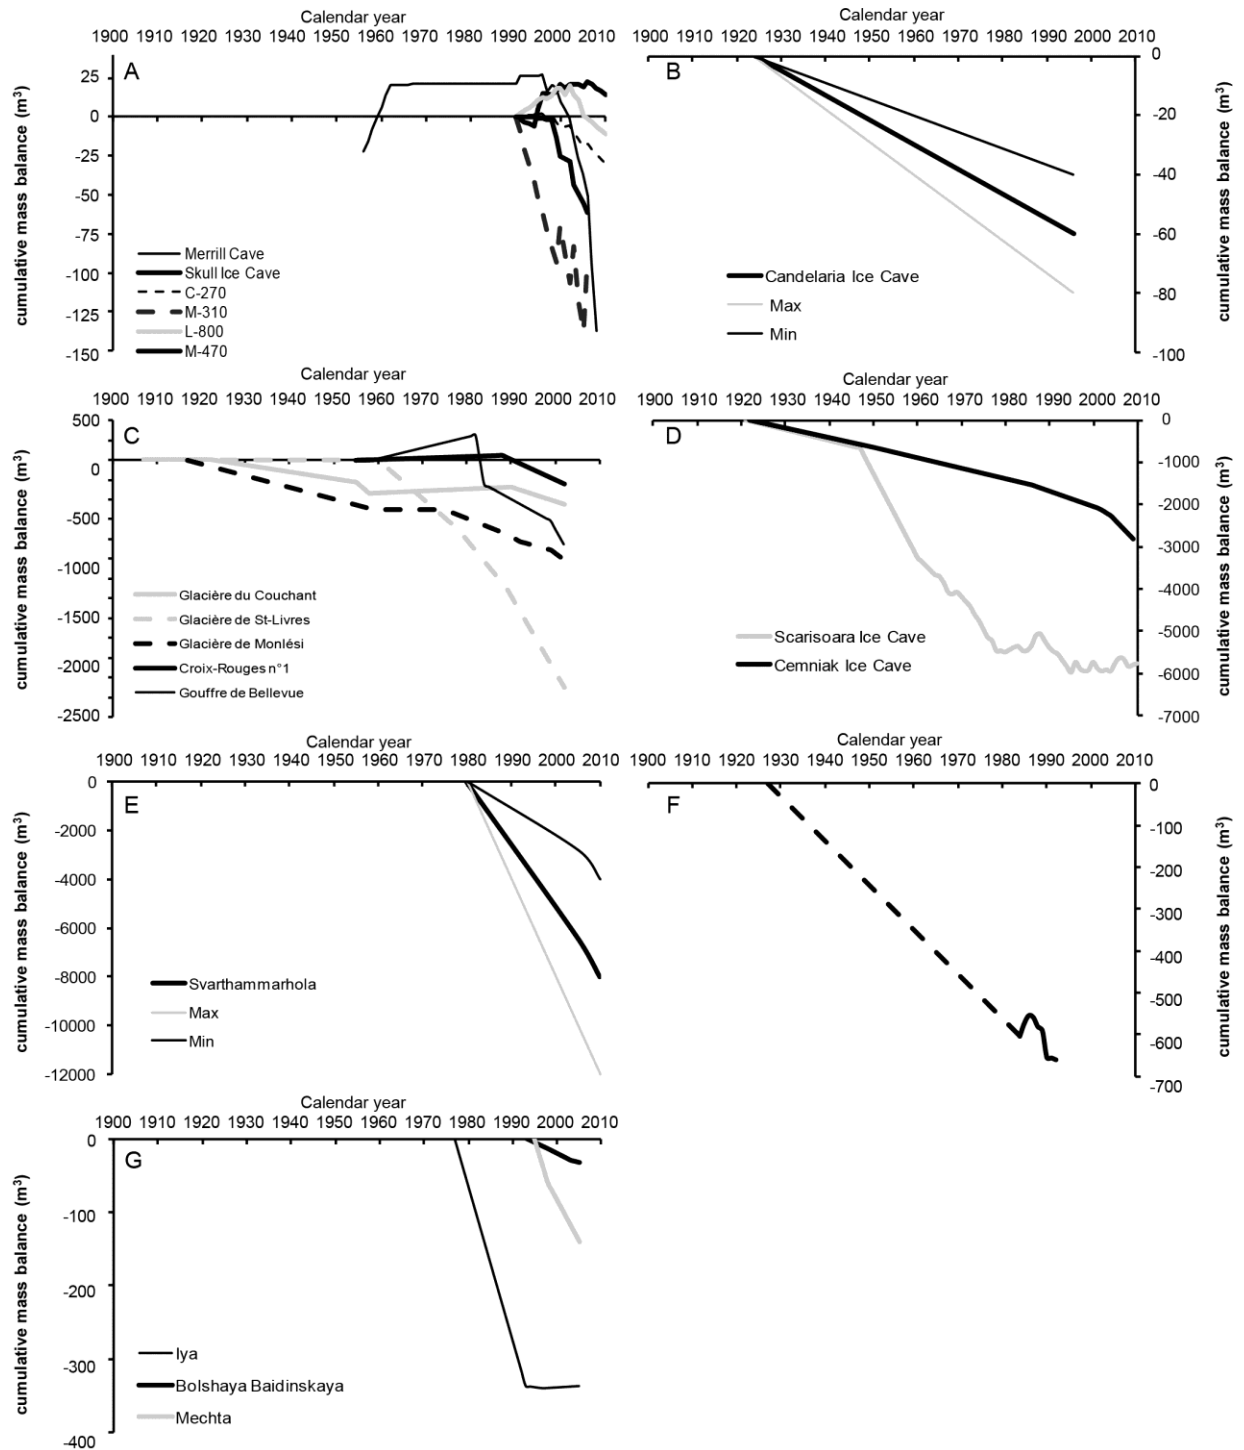 Calendar year
1900 1910 1920 1930 1940 1950 1960 1970 1980 1990 2000 2010
A
25
0
-25
-50
-75
-100
-125
-150
cumulative mass balance (m³)
Merrill Cave
Skull Ice Cave
C-270
M-310
L-800
M-470
Calendar year
1900 1910 1920 1930 1940 1950 1960 1970 1980 1990 2000 2010
B
0
-20
-40
-60
-80
-100
cumulative mass balance (m³)
Candelaria Ice Cave
Max
Min
Calendar year
1900 1910 1920 1930 1940 1950 1960 1970 1980 1990 2000 2010
C
500
0
-500
-1000
-1500
-2000
-2500
cumulative mass balance (m³)
Glacière du Couchant
Glacière de St-Livres
Glacière de Monlési
Croix-Rouges n°1
Gouffre de Bellevue
Calendar year
1900 1910 1920 1930 1940 1950 1960 1970 1980 1990 2000 2010
D
0
-1000
-2000
-3000
-4000
-5000
-6000
-7000
cumulative mass balance (m³)
Scarisoara Ice Cave
Cemniak Ice Cave
Calendar year
1900 1910 1920 1930 1940 1950 1960 1970 1980 1990 2000 2010
E
0
-2000
-4000
-6000
-8000
-10000
-12000
cumulative mass balance (m³)
Svarthammarhola
Max
Min
Calendar year
1900 1910 1920 1930 1940 1950 1960 1970 1980 1990 2000 2010
F
0
-100
-200
-300
-400
-500
-600
-700
cumulative mass balance (m³)
Calendar year
1900 1910 1920 1930 1940 1950 1960 1970 1980 1990 2000 2010
G
0
-100
-200
-300
-400
cumulative mass balance (m³)
Iya
Bolshaya Baidinskaya
Mechta